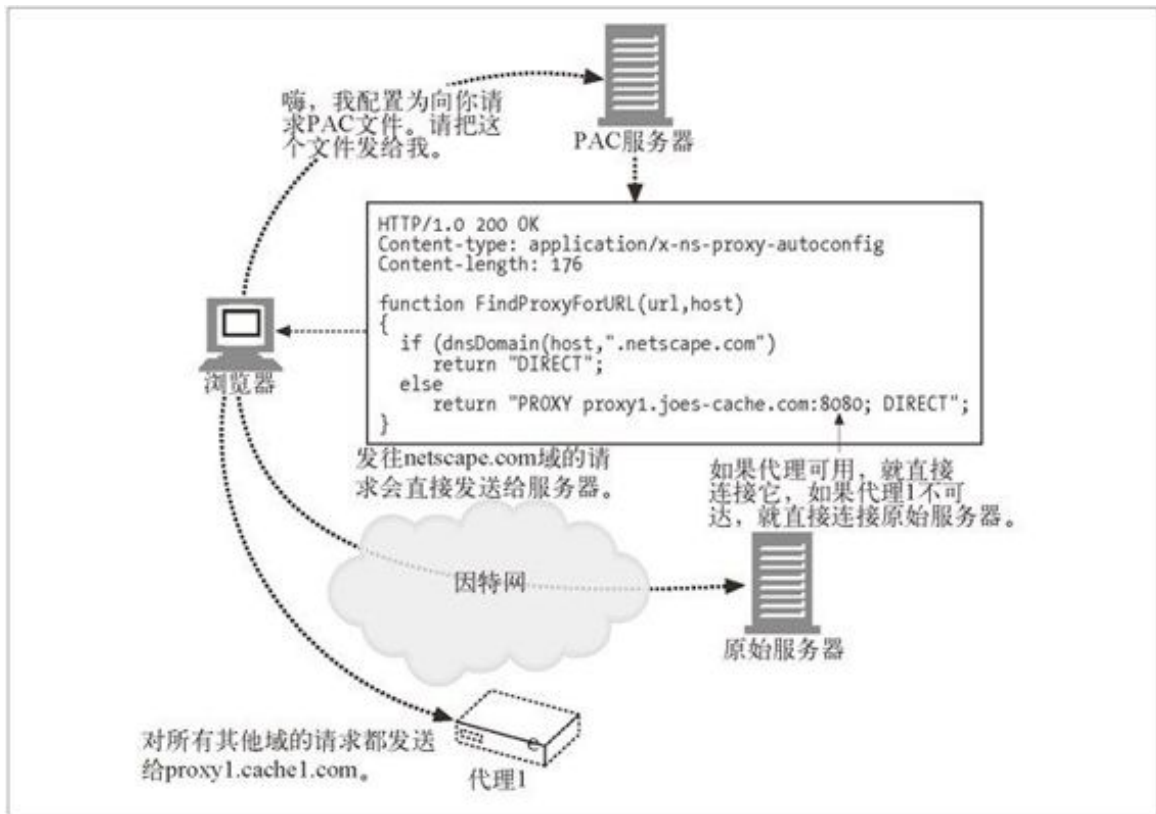 嗨，我配置为向你请
求PAC文件。请把这
个文件发给我。
PAC服务器
HTTP/1.0 200 OK
Content-type: application/x-ns-proxy-autoconfig
Content-length: 176
function FindProxyForURL(url,host)
{
if (dnsDomain(host,".netscape.com")
return "DIRECT";
else
return "PROXY proxy1.joes-cache.com:8080; DIRECT";
}
浏览器
发往netscape.com域的请
求会直接发送给服务器。
如果代理可用，就直接
连接它，如果代理1不可
达，就直接连接原始服务器。
因特网
原始服务器
对所有其他域的请求都发送
给proxy1.cache1.com。
代理1